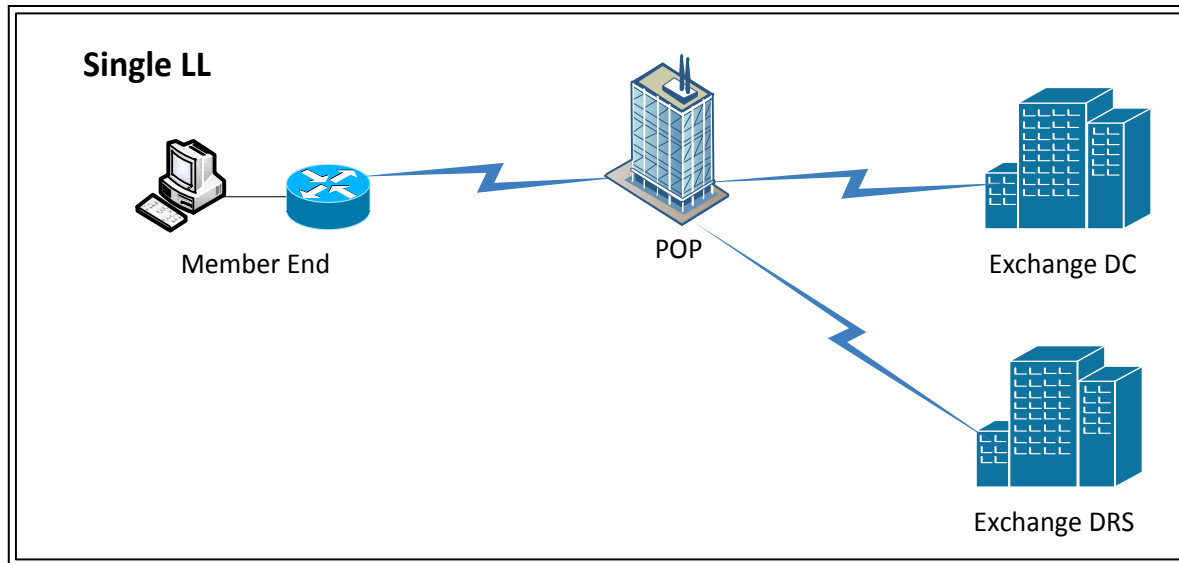 Single LL
Member End
POP
Exchange DC
Exchange DRS